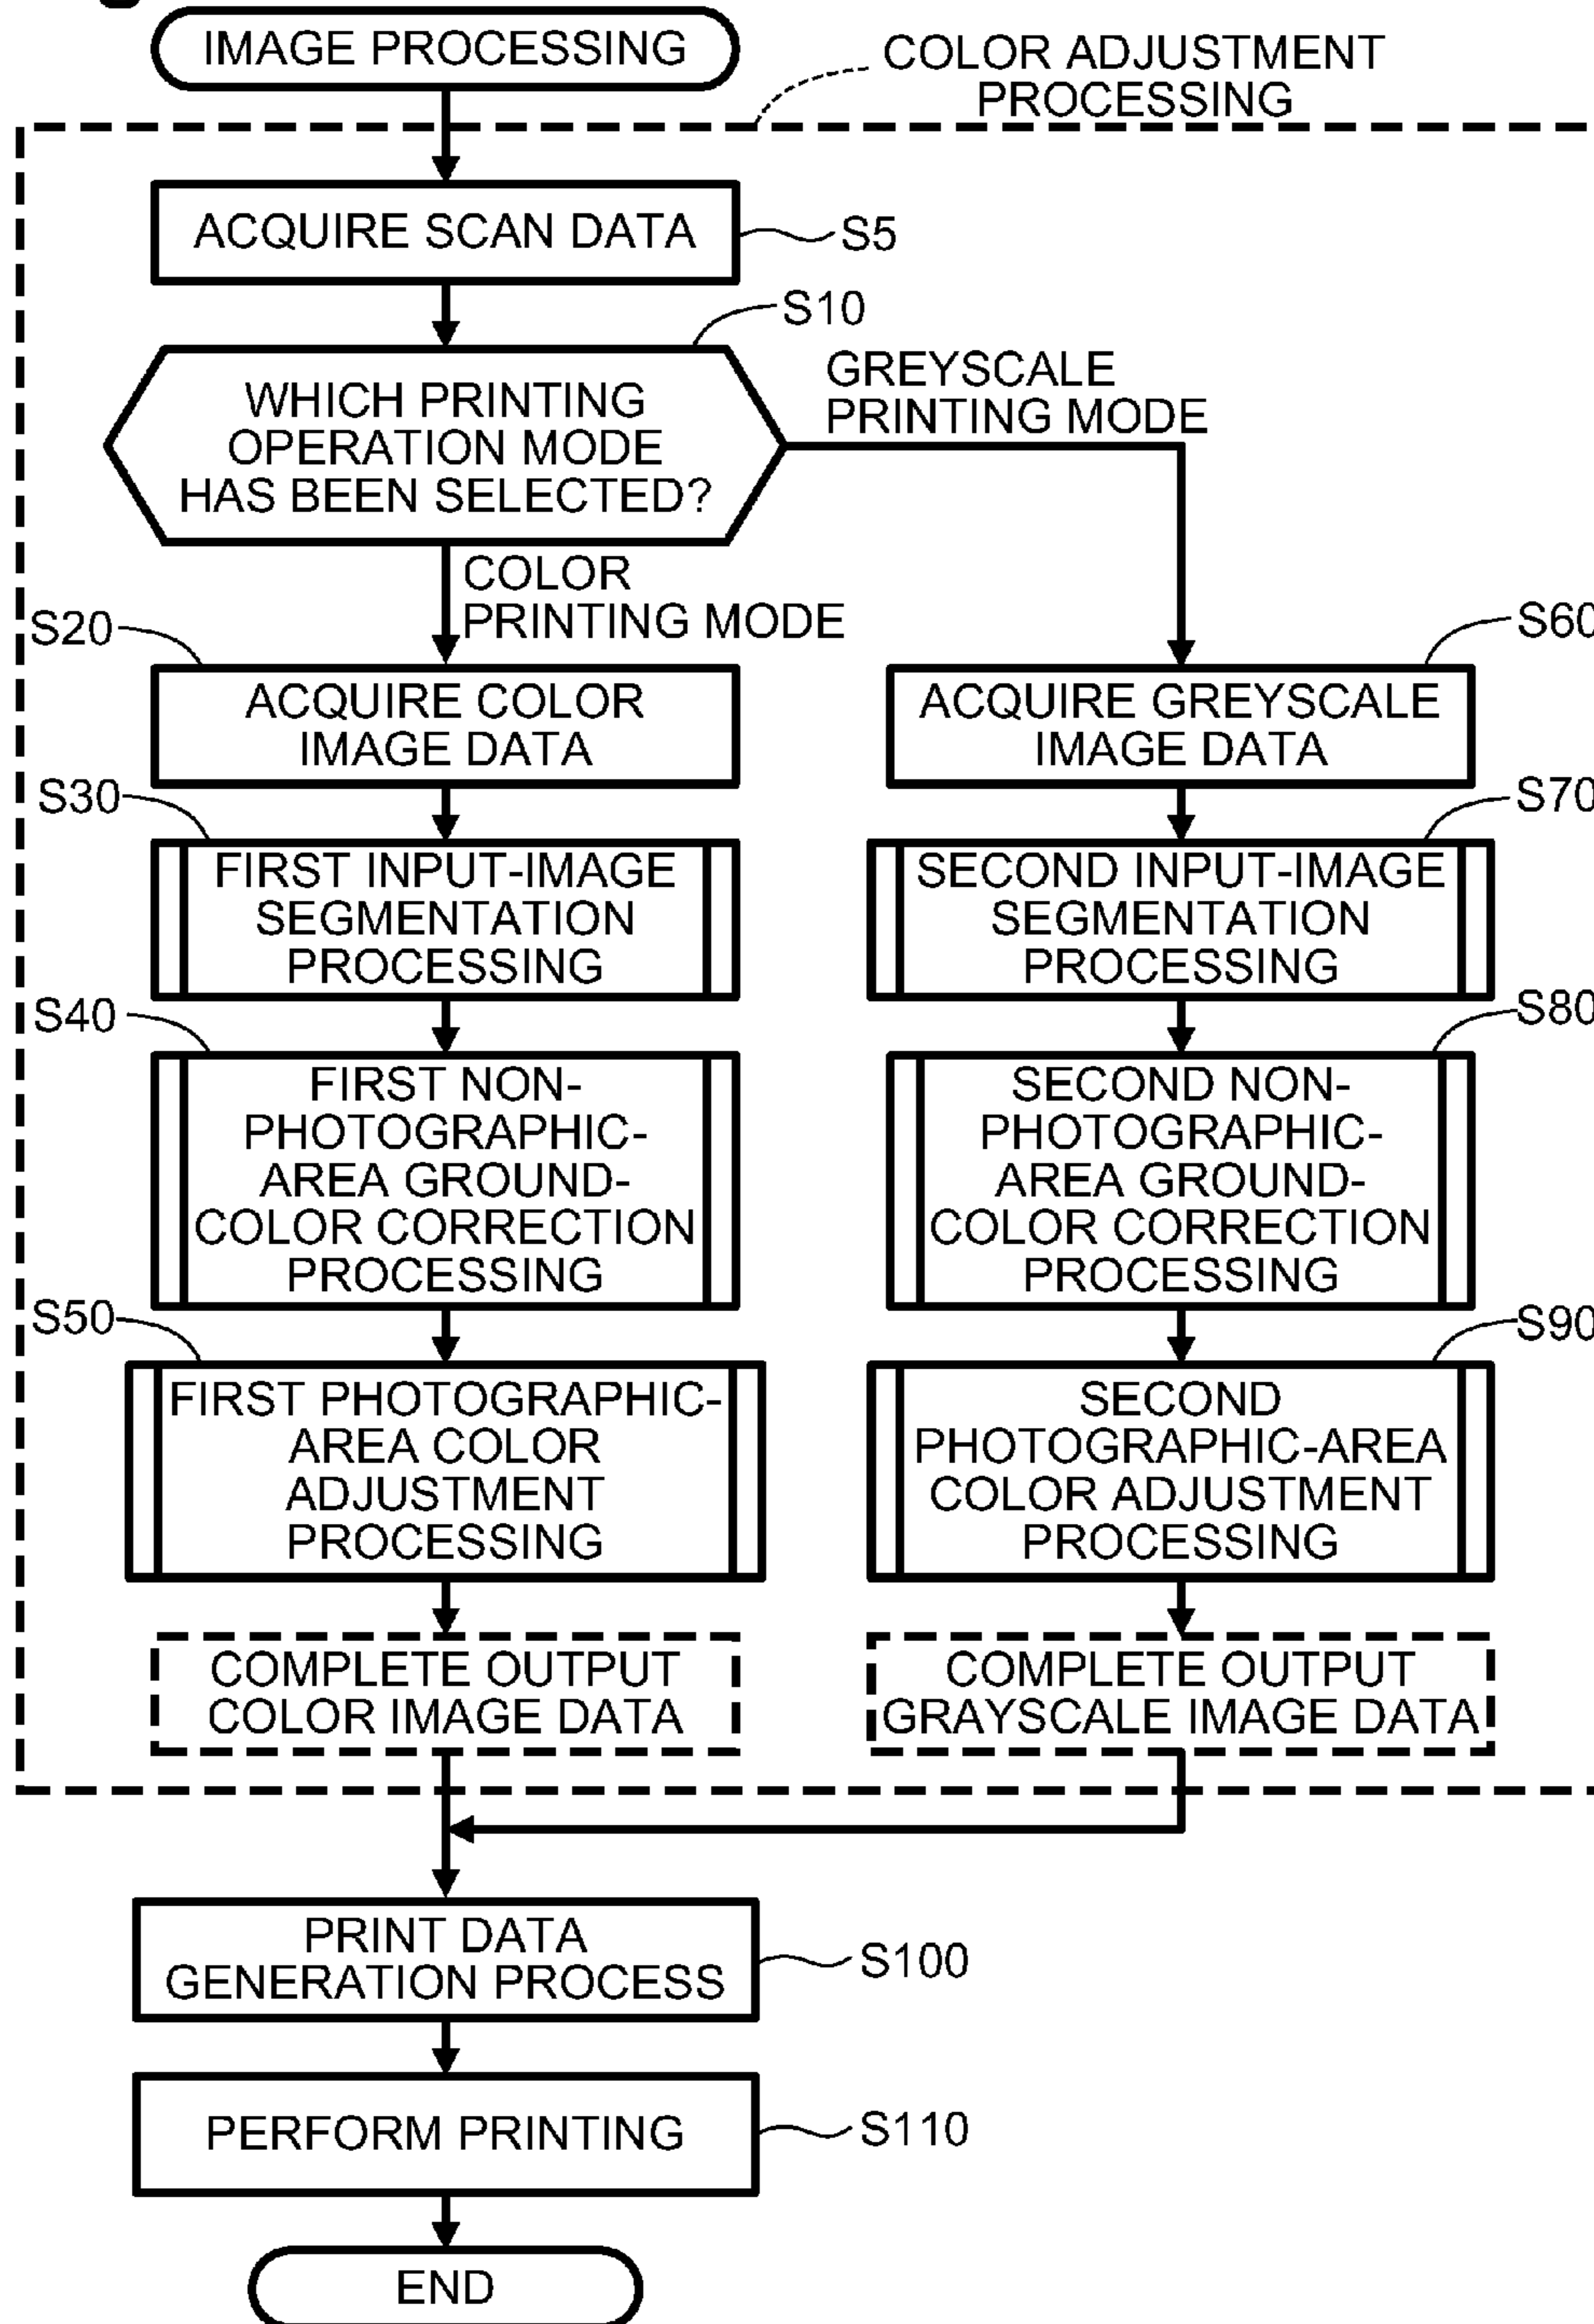 IMAGE PROCESSING
COLOR ADJUSTMENT
PROCESSING
ACQUIRE SCAN DATA
S5
S10
WHICH PRINTING
OPERATION MODE
HAS BEEN SELECTED?
GREYSCALE
PRINTING MODE
COLOR
PRINTING MODE
S20
ACQUIRE COLOR
IMAGE DATA
S30
FIRST INPUT-IMAGE
SEGMENTATION
PROCESSING
S40
FIRST NON-
PHOTOGRAPHIC-
AREA GROUND-
COLOR CORRECTION
PROCESSING
S50
FIRST PHOTOGRAPHIC-
AREA COLOR
ADJUSTMENT
PROCESSING
COMPLETE OUTPUT
COLOR IMAGE DATA
S60
ACQUIRE GREYSCALE
IMAGE DATA
S70
SECOND INPUT-IMAGE
SEGMENTATION
PROCESSING
S80
SECOND NON-
PHOTOGRAPHIC-
AREA GROUND-
COLOR CORRECTION
PROCESSING
S90
SECOND
PHOTOGRAPHIC-AREA
COLOR ADJUSTMENT
PROCESSING
COMPLETE OUTPUT
GRAYSCALE IMAGE DATA
PRINT DATA
GENERATION PROCESS
S100
PERFORM PRINTING
S110
END